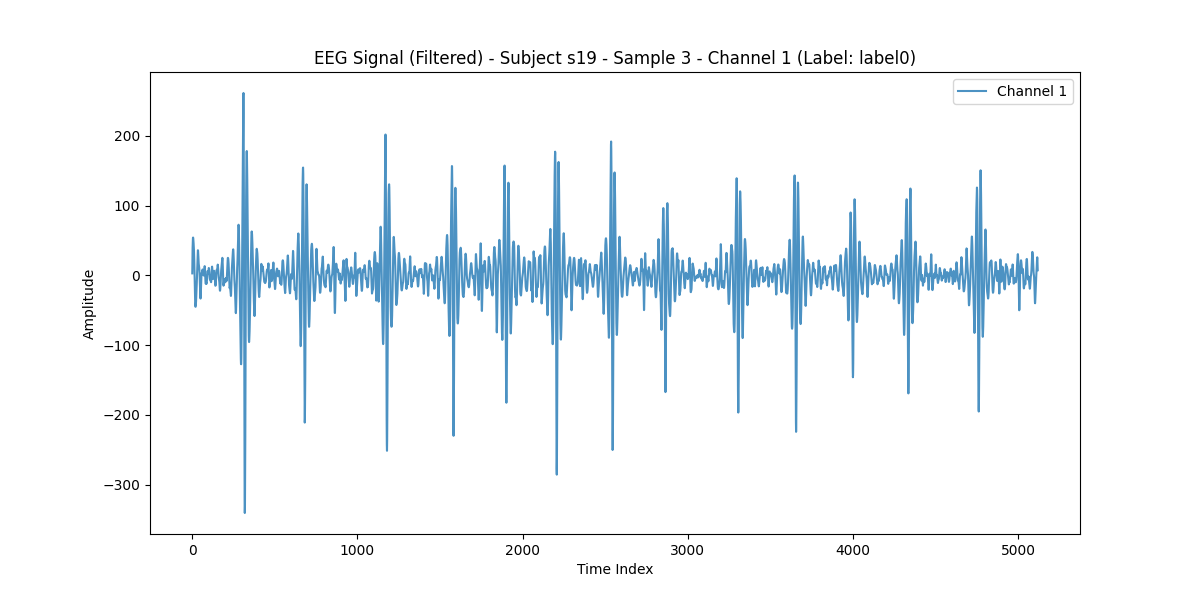 EEG Signal (Filtered) - Subject s19 - Sample 3 - Channel 1 (Label: label0)
Channel 1
Amplitude
200
100
0
−100
−200
−300
0 1000 2000 3000 4000 5000
Time Index